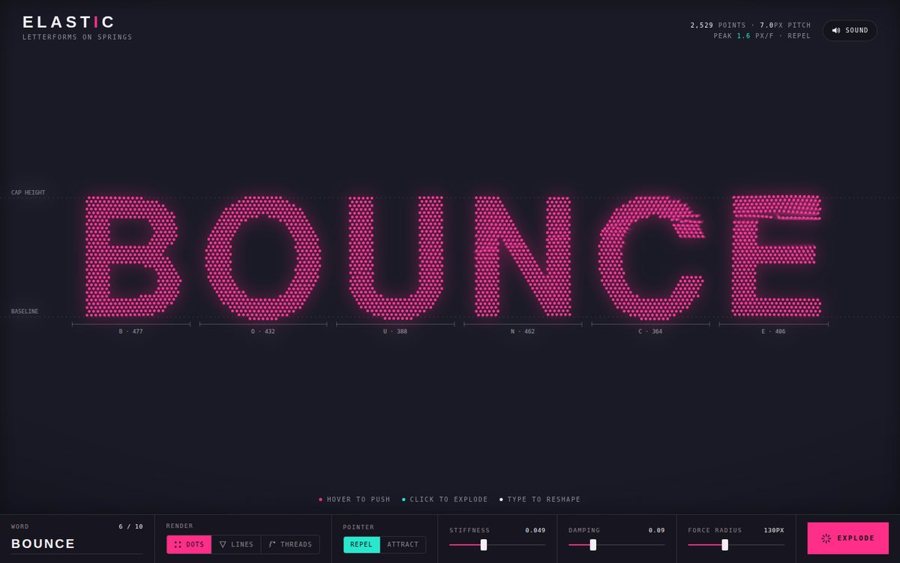 ELASTIC
LETTERFORMS ON SPRINGS
2,529 POINTS · 7.0PX PITCH
PEAK 1.6 PX/F · REPEL
SOUND
CAP HEIGHT
BOUNCE
BASELINE
B · 477 O · 432 U · 388 N · 462 C · 364 E · 406
HOVER TO PUSH CLICK TO EXPLODE TYPE TO RESHAPE
WORD 6 / 10
BOUNCE
RENDER
DOTS LINES THREADS
POINTER
REPEL ATTRACT
STIFFNESS 0.049
DAMPING 0.09
FORCE RADIUS 130PX
EXPLODE